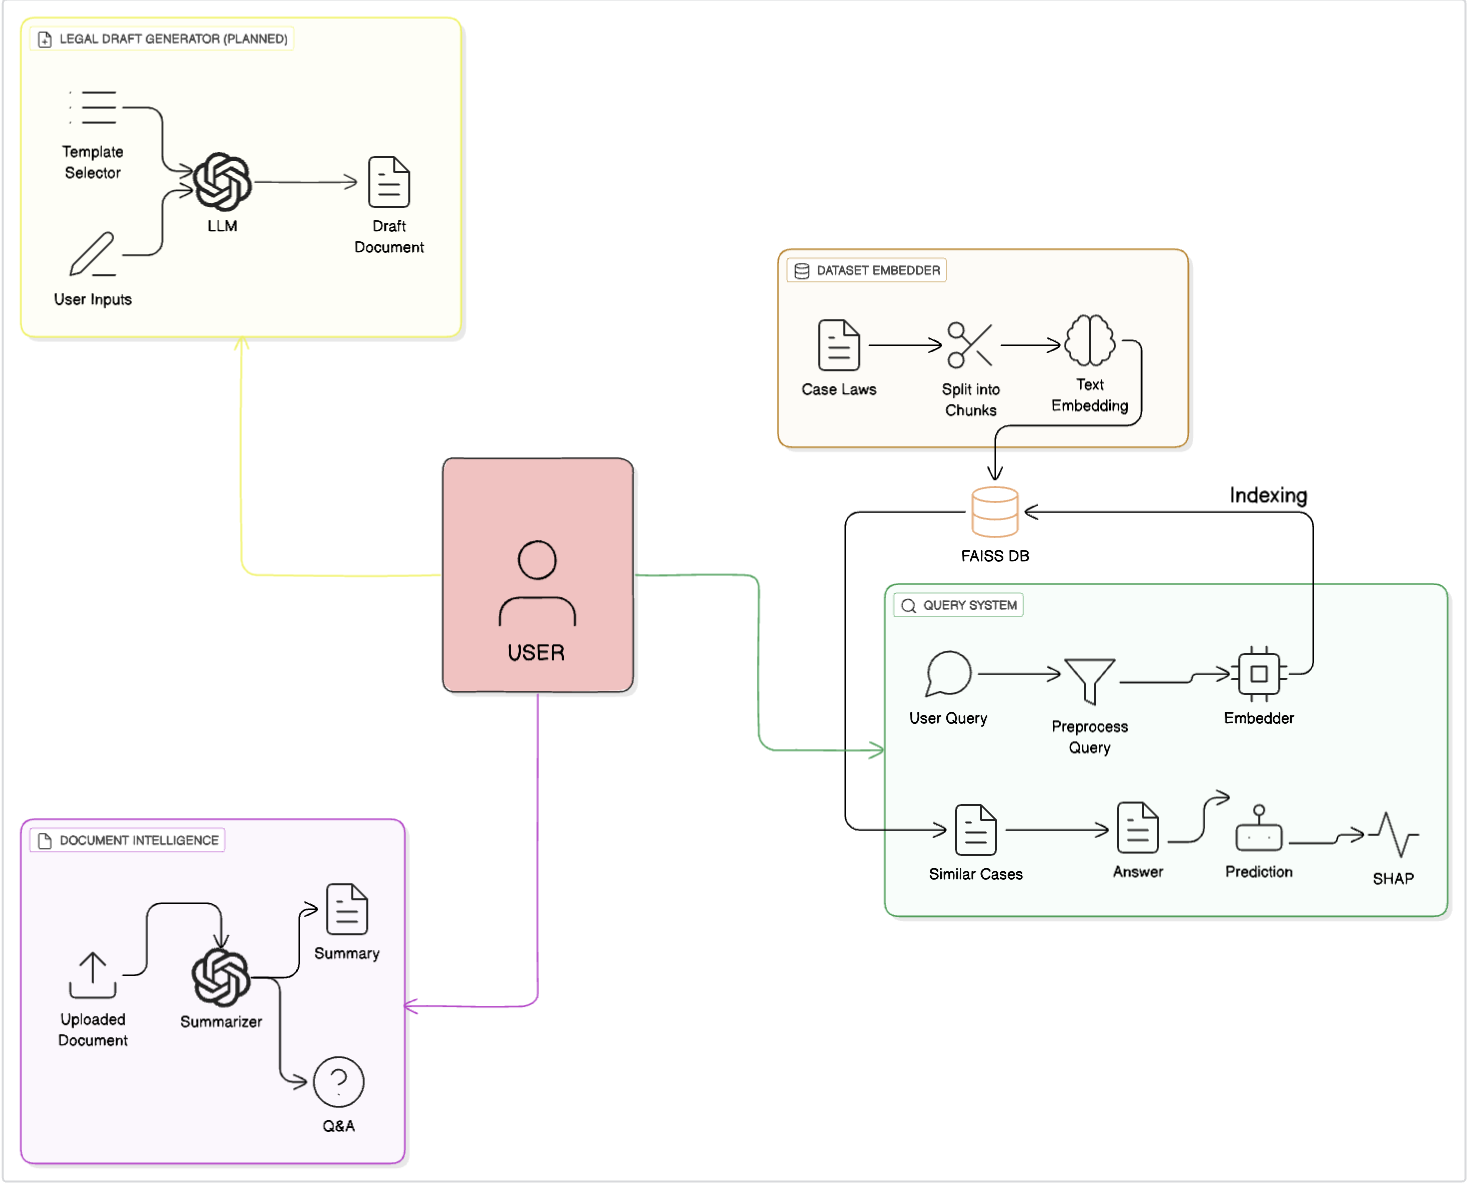 LEGAL DRAFT GENERATOR (PLANNED)
Template
Selector
LLM
Draft
Document
User Inputs
DATASET EMBEDDER
Case Laws
Split into
Chunks
Text
Embedding
Indexing
FAISS DB
USER
QUERY SYSTEM
User Query
Preprocess
Query
Embedder
Similar Cases
Answer
Prediction
SHAP
DOCUMENT INTELLIGENCE
Summary
Uploaded
Document
Summarizer
?
Q&A